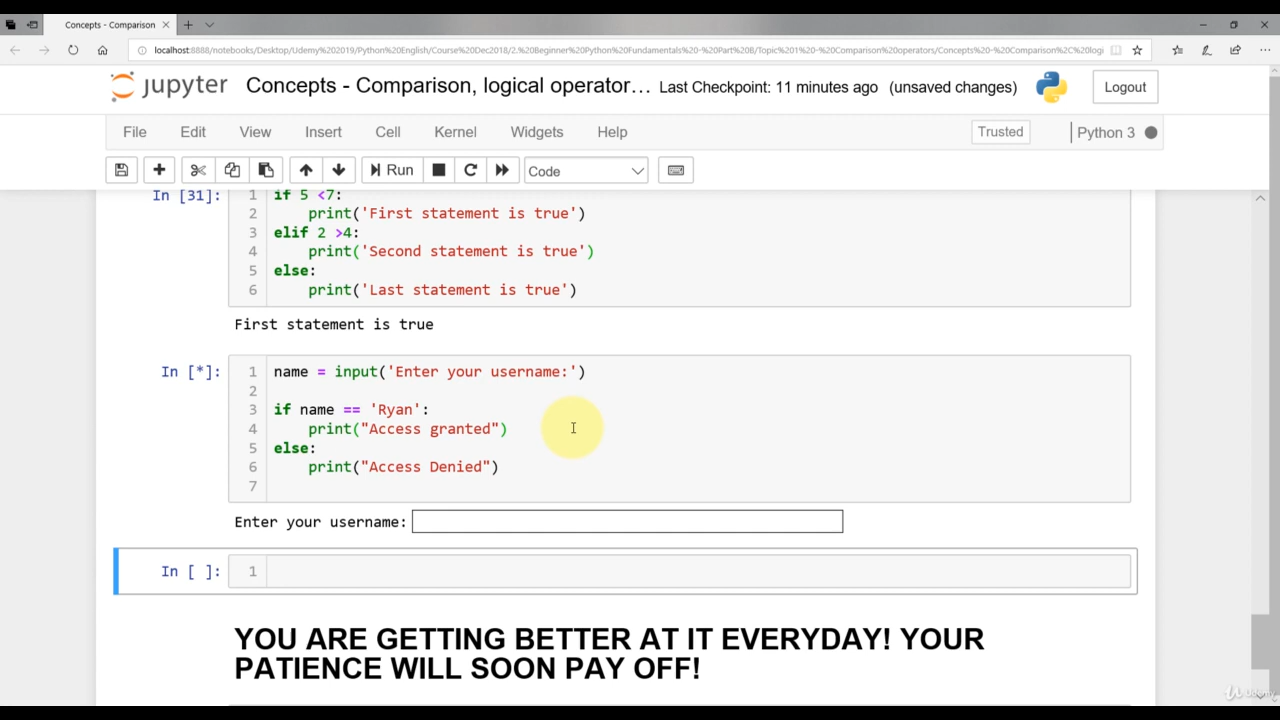 Concepts - Comparison
localhost:8888/notebooks/Desktop/Udemy%202019/Python%20English/Course%20Dec2018/2.%20Beginner%20Python%20Fundamentals%20-%20Part%20B/Topic%201%20-%20Comparison%20operators/Concepts%20-%20Comparison%2C%20logi
jupyter Concepts - Comparison, logical operator… Last Checkpoint: 11 minutes ago (unsaved changes) Logout
File Edit View Insert Cell Kernel Widgets Help Trusted Python 3
Run Code
In [31]: 1 if 5 <7:
2 print('First statement is true')
3 elif 2 >4:
4 print('Second statement is true')
5 else:
6 print('Last statement is true')
First statement is true
In [*]: 1 name = input('Enter your username:')
2
3 if name == 'Ryan':
4 print("Access granted")
5 else:
6 print("Access Denied")
7
Enter your username:
In [ ]: 1
YOU ARE GETTING BETTER AT IT EVERYDAY! YOUR
PATIENCE WILL SOON PAY OFF!
Udemy